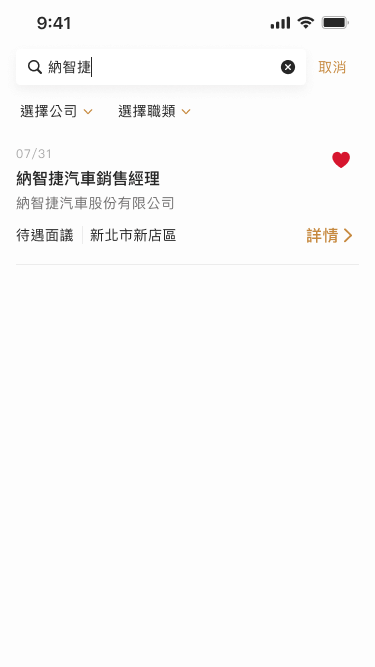 9:41
納智捷 取消
選擇公司 選擇職類
07/31
納智捷汽車銷售經理
納智捷汽車股份有限公司
待遇面議 新北市新店區 詳情